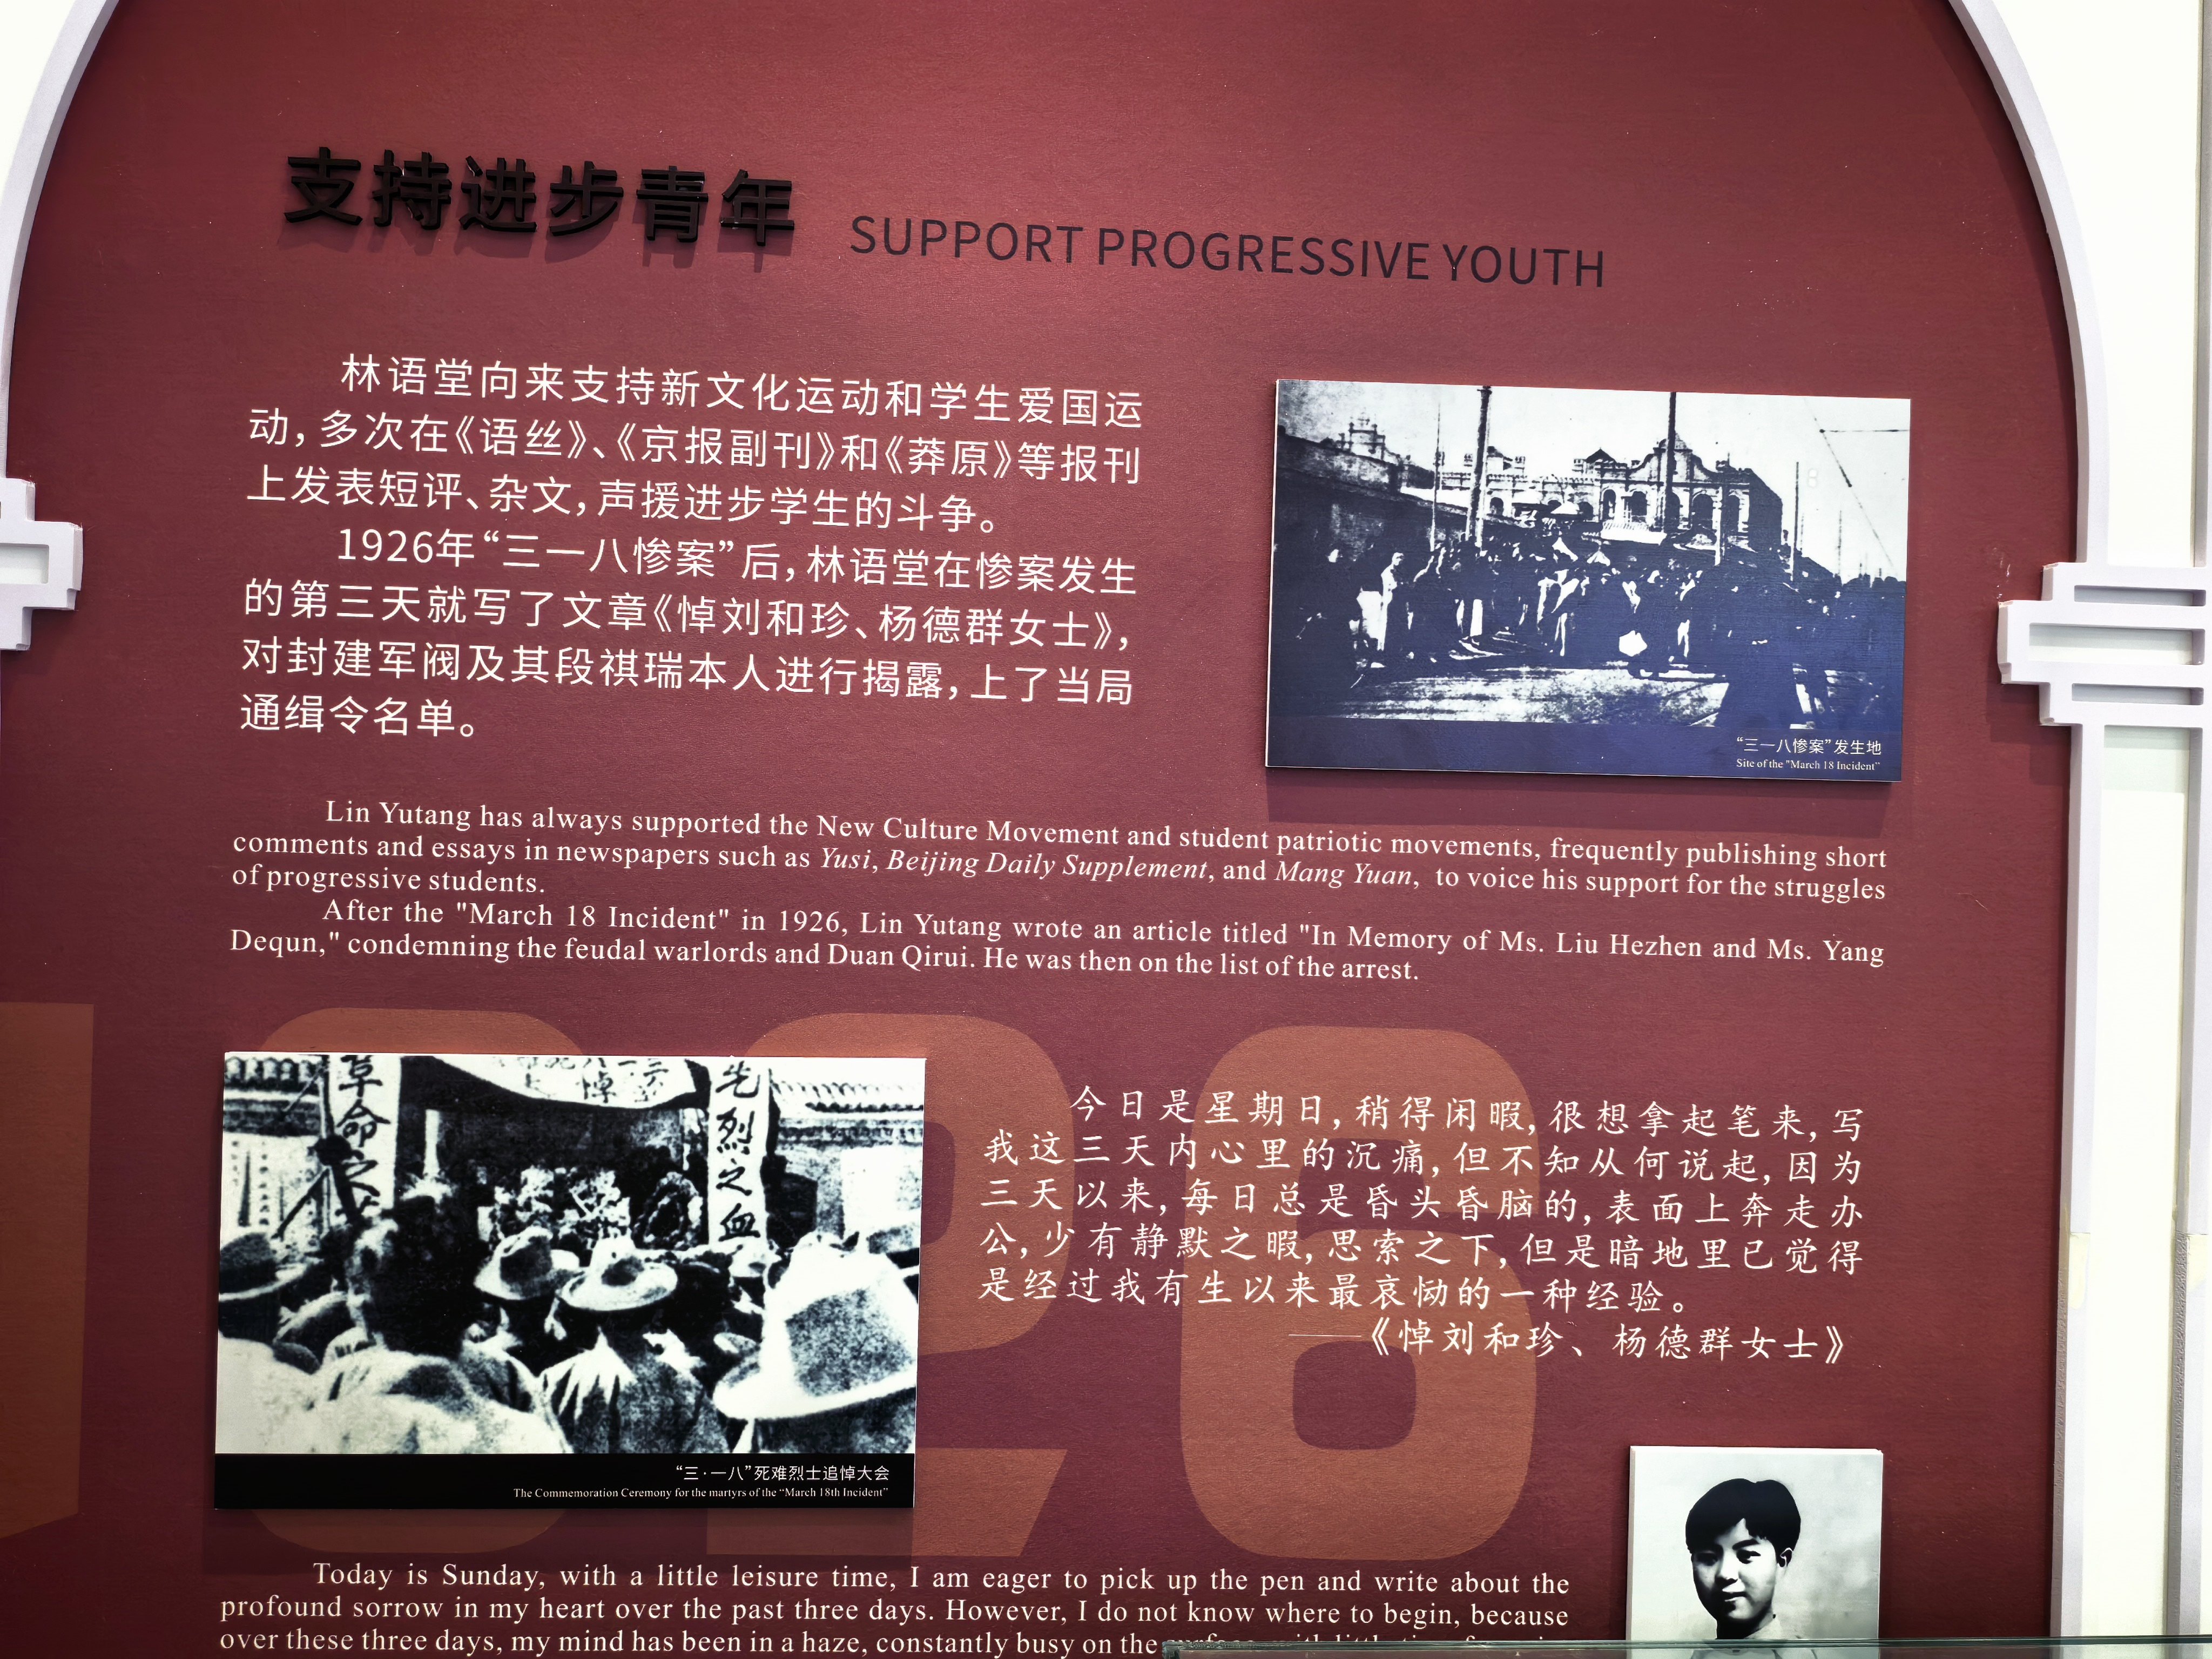 支持进步青年 SUPPORT PROGRESSIVE YOUTH
林语堂向来支持新文化运动和学生爱国运
动，多次在《语丝》、《京报副刊》和《莽原》等报刊
上发表短评、杂文，声援进步学生的斗争。
1926年“三一八惨案”后，林语堂在惨案发生
的第三天就写了文章《悼刘和珍、杨德群女士》，
对封建军阀及其段祺瑞本人进行揭露，上了当局
通缉令名单。
“三一八惨案”发生地
Site of the "March 18 Incident"
Lin Yutang has always supported the New Culture Movement and student patriotic movements, frequently publishing short
comments and essays in newspapers such as Yusi, Beijing Daily Supplement, and Mang Yuan, to voice his support for the struggles
of progressive students.
After the "March 18 Incident" in 1926, Lin Yutang wrote an article titled "In Memory of Ms. Liu Hezhen and Ms. Yang
Dequn," condemning the feudal warlords and Duan Qirui. He was then on the list of the arrest.
1926
草命之
先烈之血
“三·一八”死难烈士追悼大会
The Commemoration Ceremony for the martyrs of the “March 18th Incident”
今日是星期日，稍得闲暇，很想拿起笔来，写
我这三天内心里的沉痛，但不知从何说起，因为
三天以来，每日总是昏头昏脑的，表面上奔走办
公，少有静默之暇，思索之下，但是暗地里已觉得
是经过我有生以来最哀恸的一种经验。
——《悼刘和珍、杨德群女士》
Today is Sunday, with a little leisure time, I am eager to pick up the pen and write about the
profound sorrow in my heart over the past three days. However, I do not know where to begin, because
over these three days, my mind has been in a haze, constantly busy on the